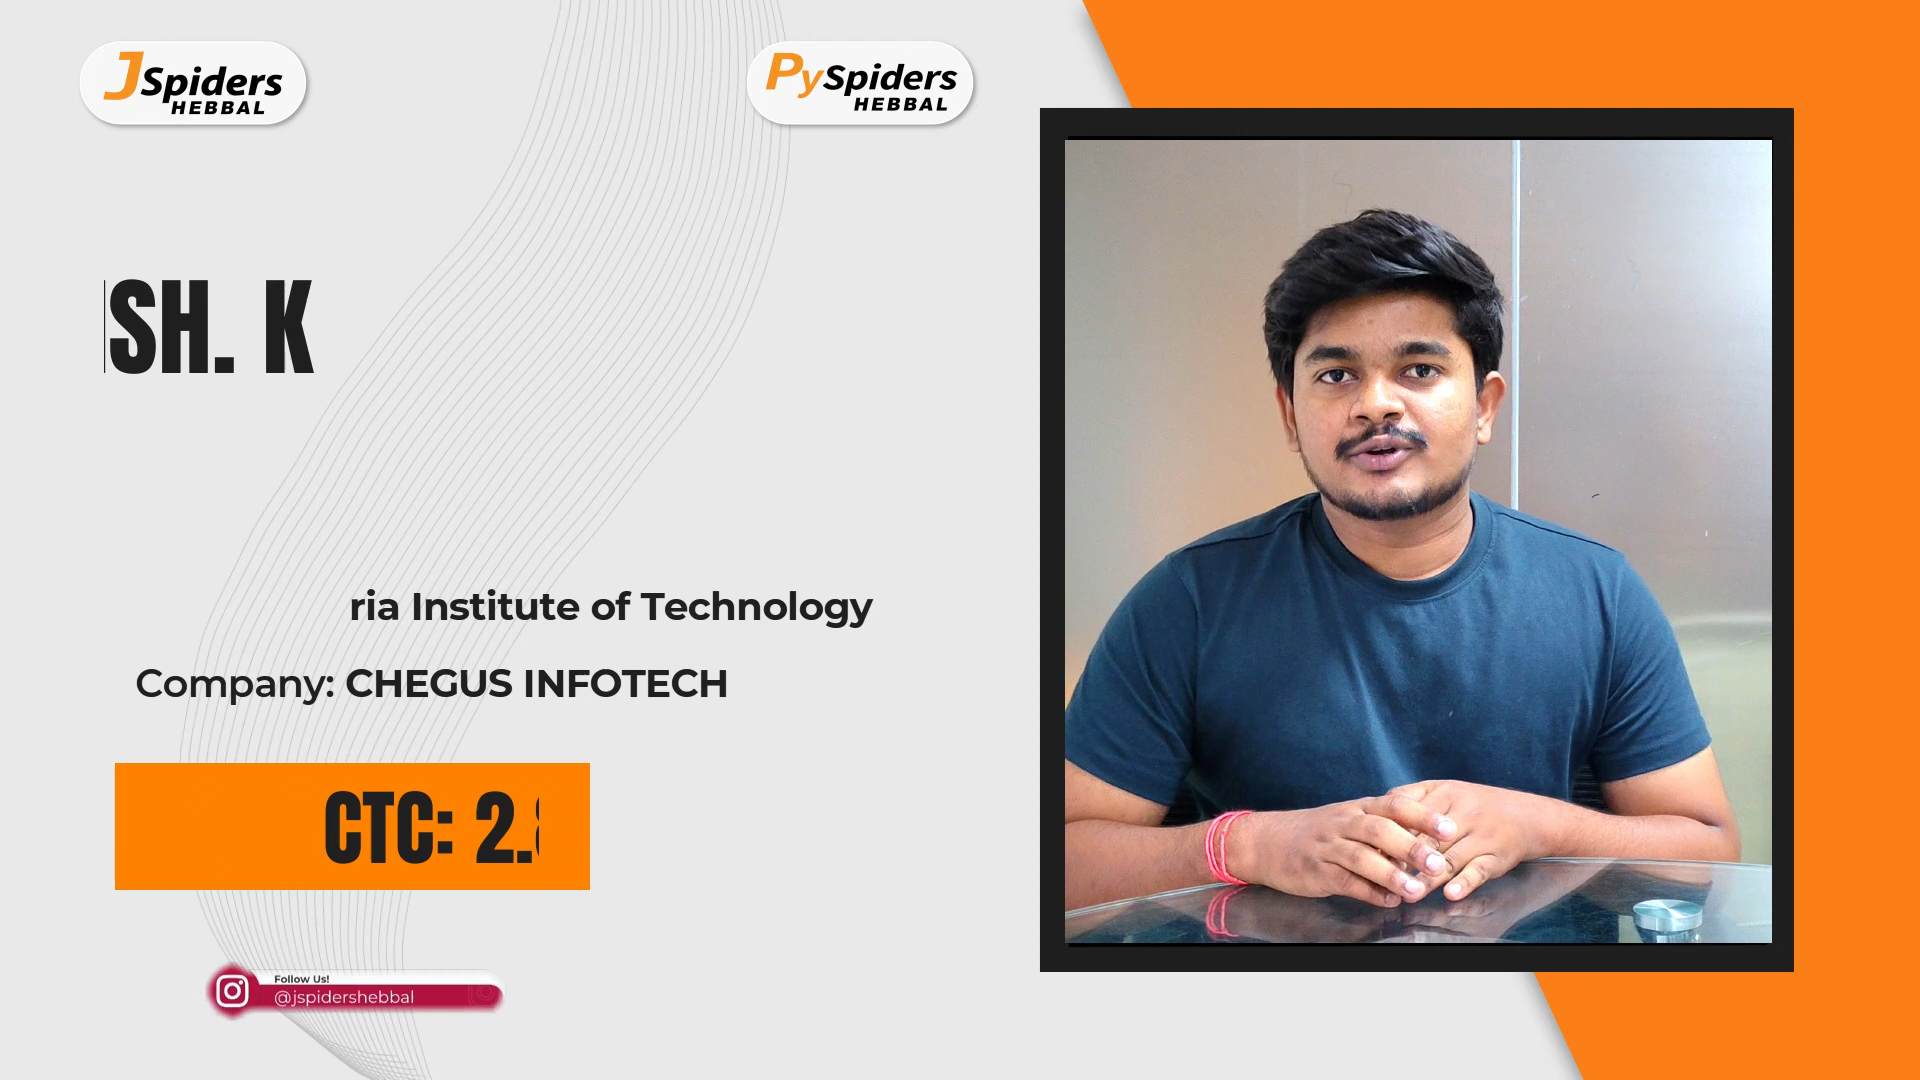 JSpiders
HEBBAL
PySpiders
HEBBAL
SH. K
ria Institute of Technology
Company: CHEGUS INFOTECH
CTC: 2.
Follow Us!
@jspidershebbal